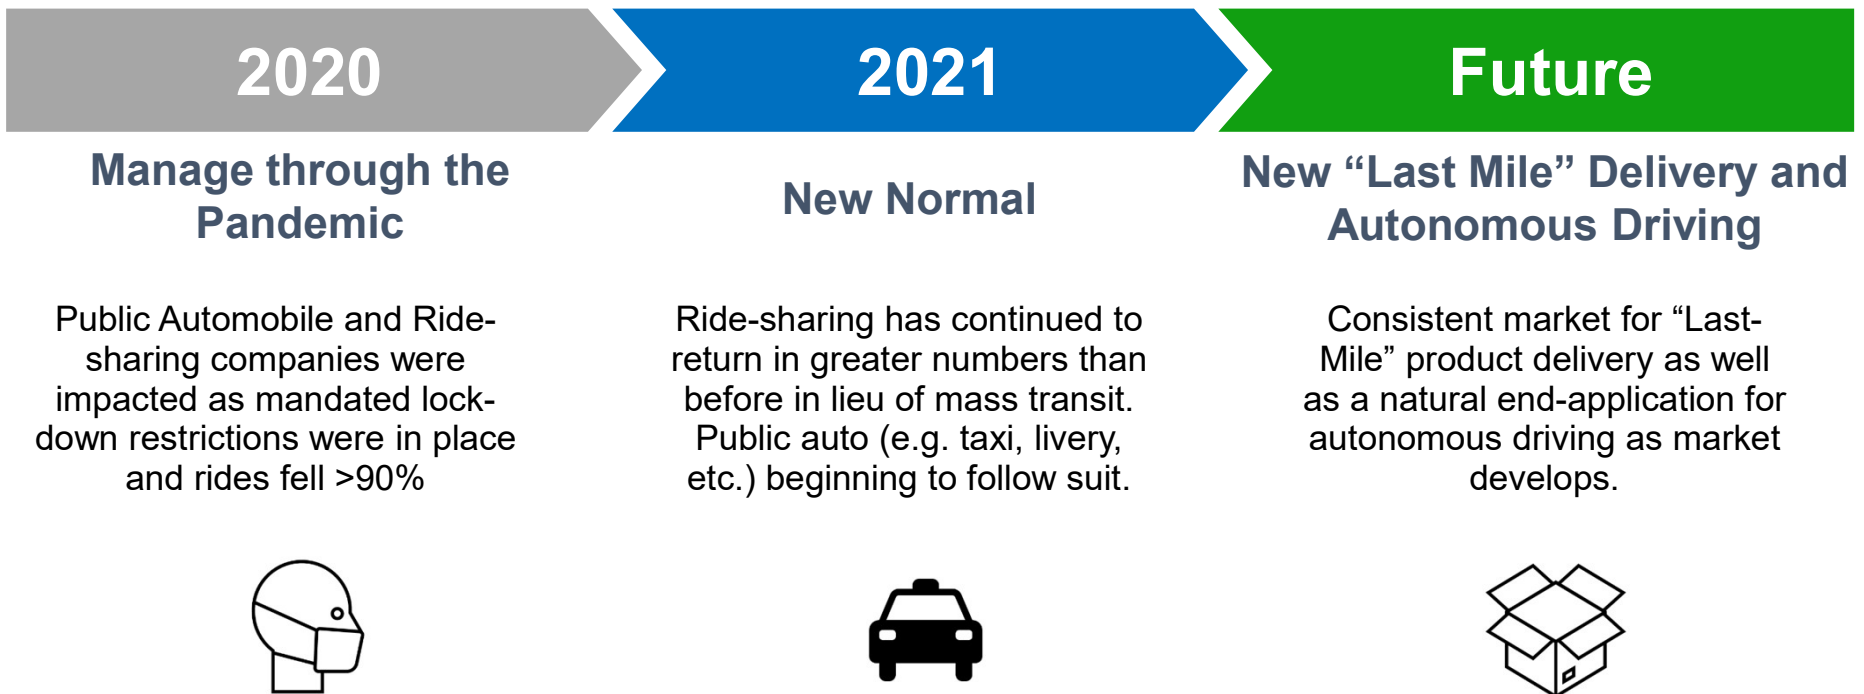 2020
2021
Future
Manage through the
Pandemic
New Normal
New “Last Mile” Delivery and
Autonomous Driving
Public Automobile and Ride-
sharing companies were
impacted as mandated lock-
down restrictions were in place
and rides fell >90%
Ride-sharing has continued to
return in greater numbers than
before in lieu of mass transit.
Public auto (e.g. taxi, livery,
etc.) beginning to follow suit.
Consistent market for “Last-
Mile” product delivery as well
as a natural end-application for
autonomous driving as market
develops.